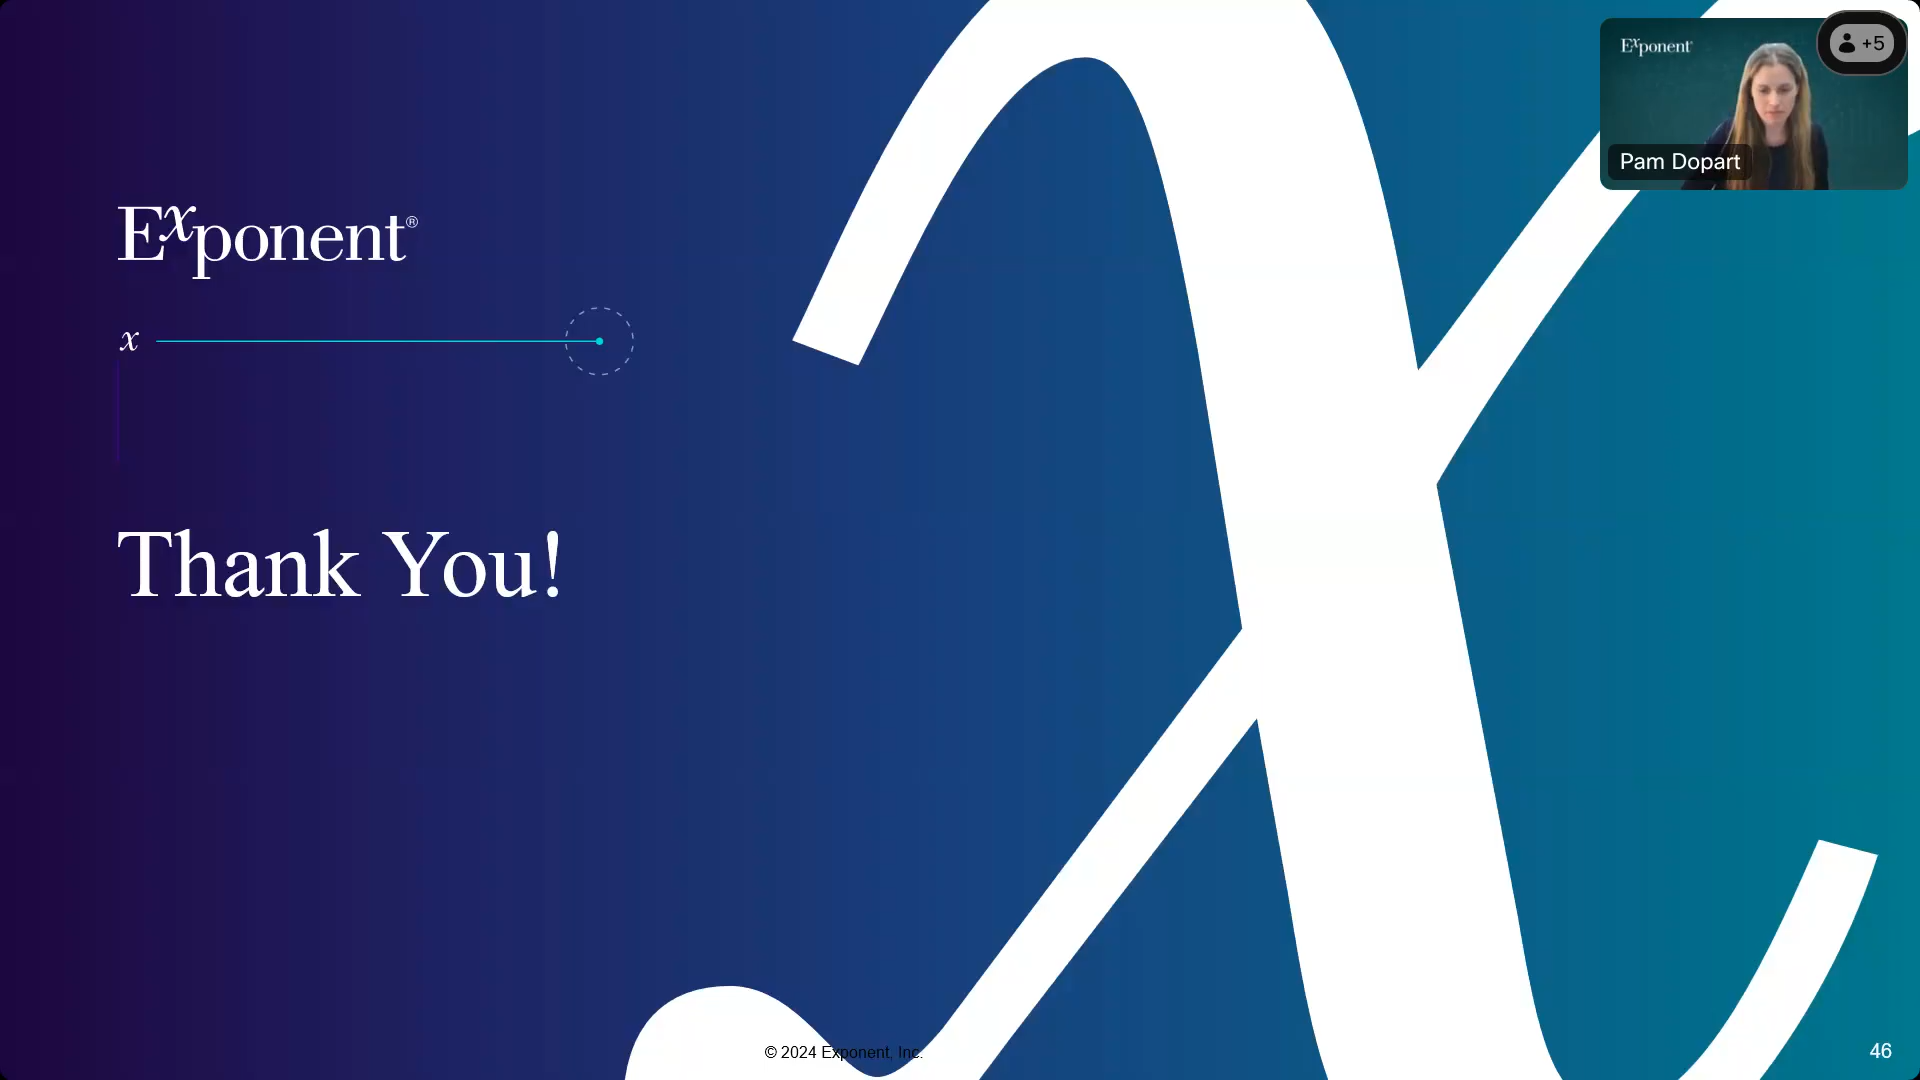 Exponent
+5
Pam Dopart
Exponent®
x
Thank You!
© 2024 Exponent, Inc.
46